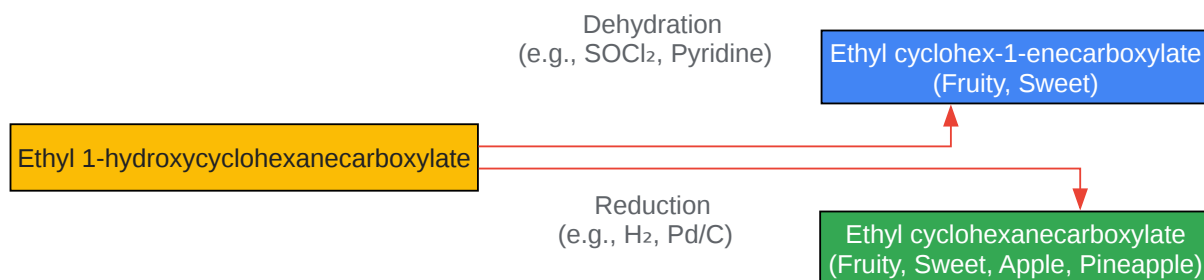 Dehydration
(e.g., SOCl₂, Pyridine)
Ethyl cyclohex-1-enecarboxylate
(Fruity, Sweet)
Ethyl 1-hydroxycyclohexanecarboxylate
Reduction
(e.g., H₂, Pd/C)
Ethyl cyclohexanecarboxylate
(Fruity, Sweet, Apple, Pineapple)